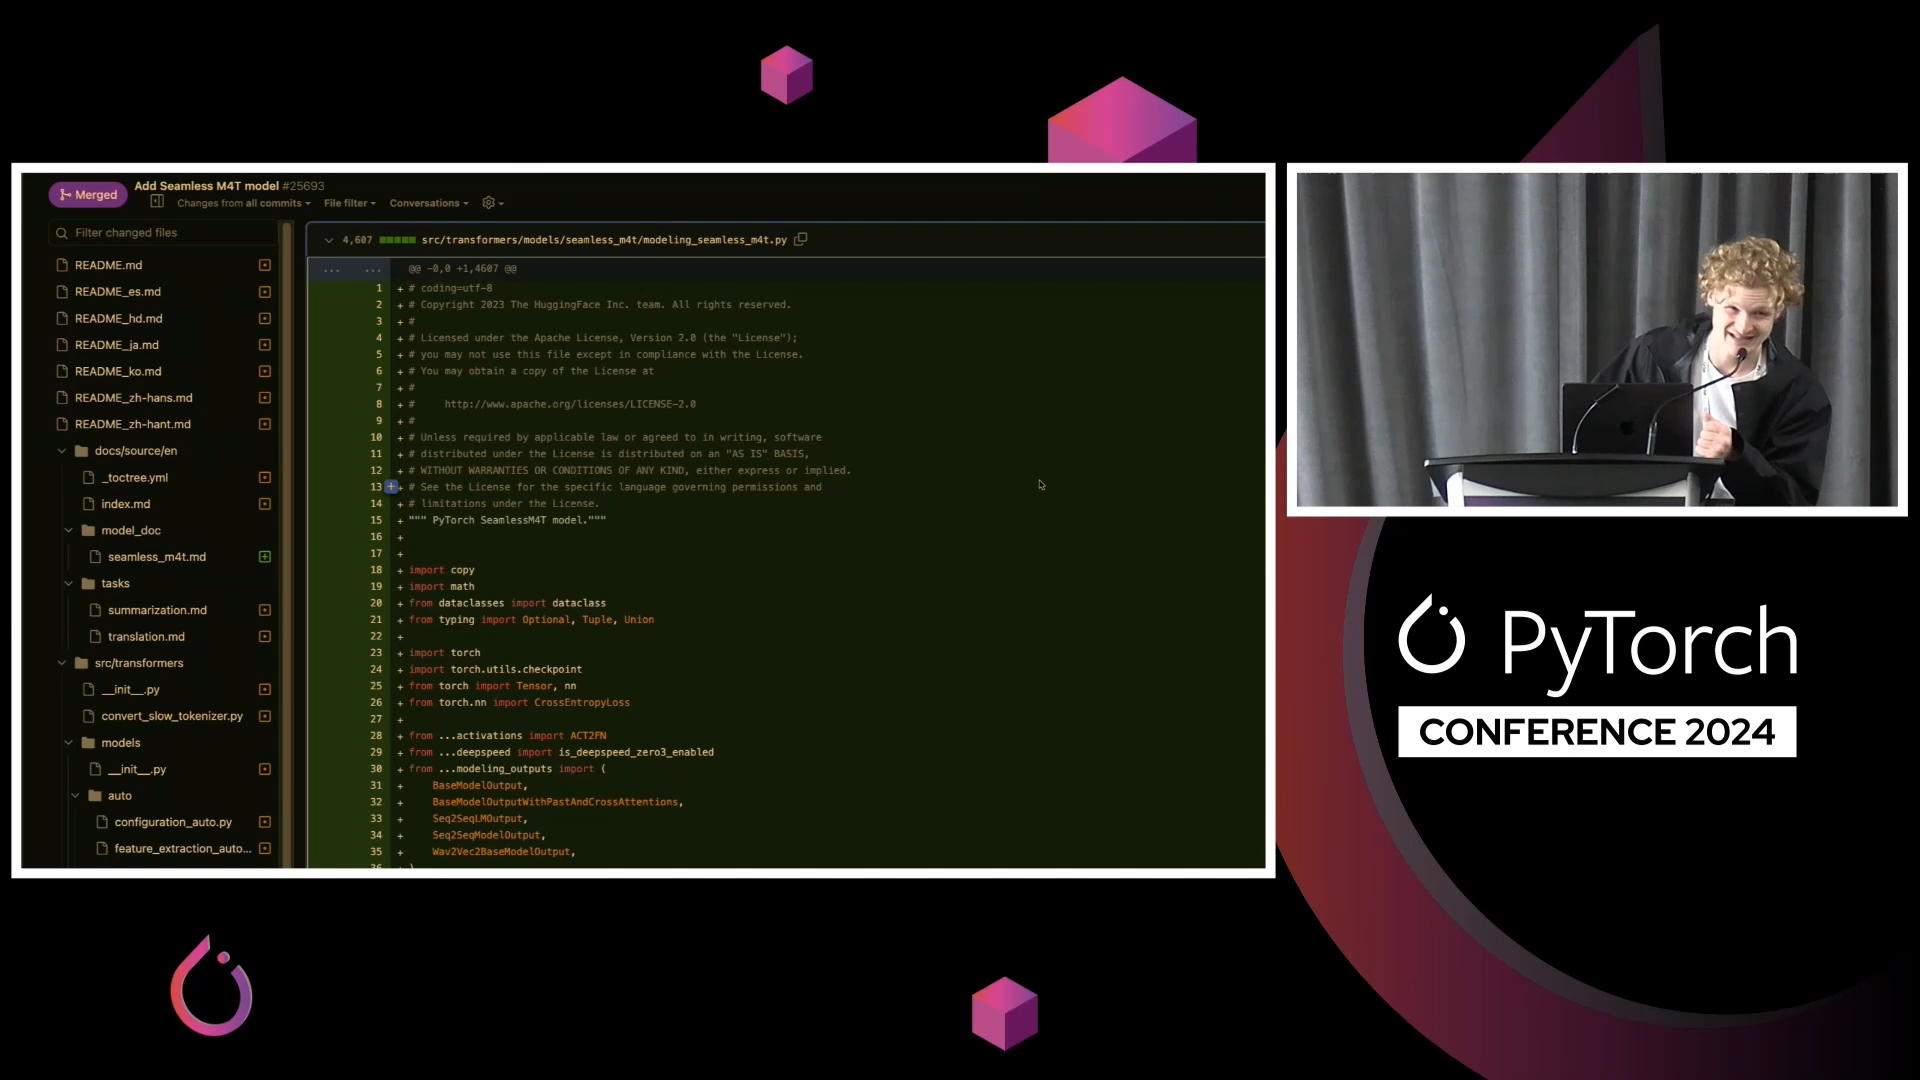 Merged
Add Seamless M4T model #25693
Changes from all commits
File filter
Conversations
Filter changed files
README.md
README_es.md
README_hd.md
README_ja.md
README_ko.md
README_zh-hans.md
README_zh-hant.md
docs/source/en
_toctree.yml
index.md
model_doc
seamless_m4t.md
tasks
summarization.md
translation.md
src/transformers
__init__.py
convert_slow_tokenizer.py
models
__init__.py
auto
configuration_auto.py
feature_extraction_auto...
4,607 src/transformers/models/seamless_m4t/modeling_seamless_m4t.py
... ... @@ -0,0 +1,4607 @@
1 + # coding=utf-8
2 + # Copyright 2023 The HuggingFace Inc. team. All rights reserved.
3 + #
4 + # Licensed under the Apache License, Version 2.0 (the "License");
5 + # you may not use this file except in compliance with the License.
6 + # You may obtain a copy of the License at
7 + #
8 + #     http://www.apache.org/licenses/LICENSE-2.0
9 + #
10 + # Unless required by applicable law or agreed to in writing, software
11 + # distributed under the License is distributed on an "AS IS" BASIS,
12 + # WITHOUT WARRANTIES OR CONDITIONS OF ANY KIND, either express or implied.
13 + # See the License for the specific language governing permissions and
14 + # limitations under the License.
15 + """ PyTorch SeamlessM4T model."""
16 +
17 +
18 + import copy
19 + import math
20 + from dataclasses import dataclass
21 + from typing import Optional, Tuple, Union
22 +
23 + import torch
24 + import torch.utils.checkpoint
25 + from torch import Tensor, nn
26 + from torch.nn import CrossEntropyLoss
27 +
28 + from ...activations import ACT2FN
29 + from ...deepspeed import is_deepspeed_zero3_enabled
30 + from ...modeling_outputs import (
31 +     BaseModelOutput,
32 +     BaseModelOutputWithPastAndCrossAttentions,
33 +     Seq2SeqLMOutput,
34 +     Seq2SeqModelOutput,
35 +     Wav2Vec2BaseModelOutput,
36 + )
PyTorch
CONFERENCE 2024